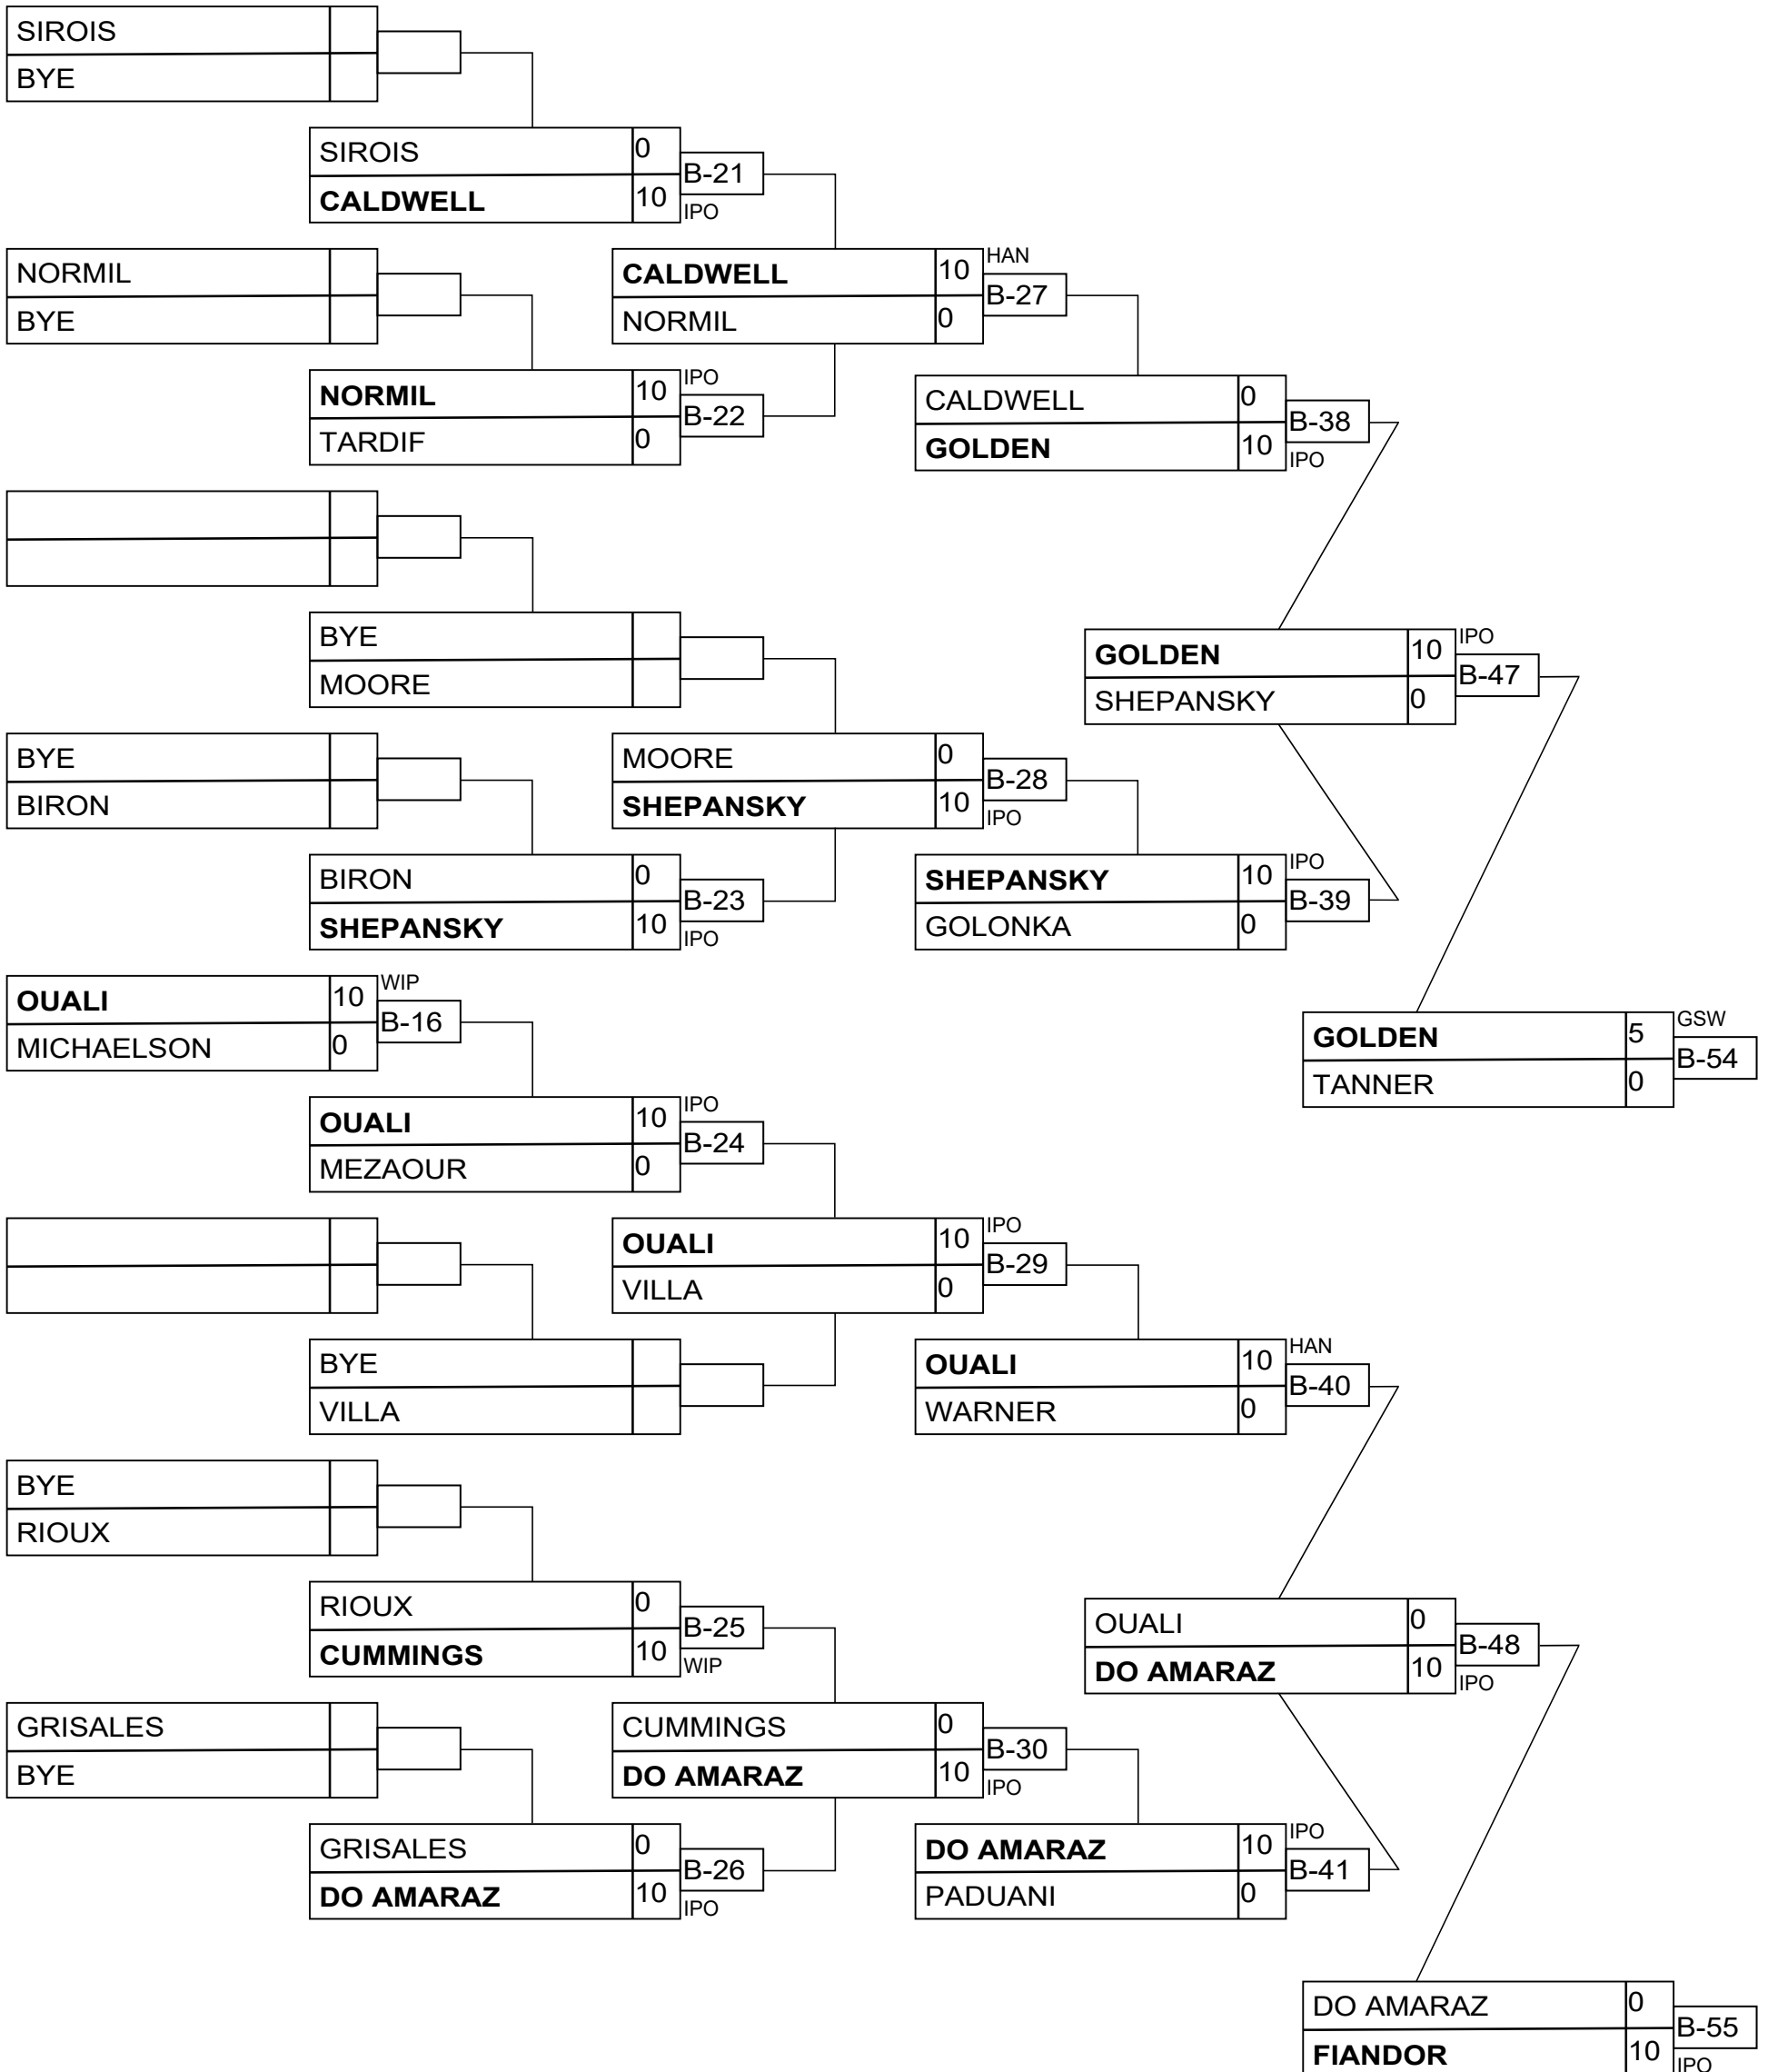 SIROIS
BYE
SIROIS 0
B-21
CALDWELL 10
IPO
NORMIL
BYE
CALDWELL 10 HAN
B-27
NORMIL 0
NORMIL 10 IPO
B-22
TARDIF 0
CALDWELL 0
B-38
GOLDEN 10
IPO
BYE
MOORE
GOLDEN 10 IPO
B-47
SHEPANSKY 0
BYE
BIRON
MOORE 0
B-28
SHEPANSKY 10
IPO
BIRON 0
B-23
SHEPANSKY 10
IPO
SHEPANSKY 10 IPO
B-39
GOLONKA 0
OUALI 10 WIP
B-16
MICHAELSON 0
GOLDEN 5 GSW
B-54
TANNER 0
OUALI 10 IPO
B-24
MEZAOUR 0
OUALI 10 IPO
B-29
VILLA 0
BYE
VILLA
OUALI 10 HAN
B-40
WARNER 0
BYE
RIOUX
RIOUX 0
B-25
CUMMINGS 10
WIP
OUALI 0
B-48
DO AMARAZ 10
IPO
GRISALES
BYE
CUMMINGS 0
B-30
DO AMARAZ 10
IPO
GRISALES 0
B-26
DO AMARAZ 10
IPO
DO AMARAZ 10 IPO
B-41
PADUANI 0
DO AMARAZ 0
B-55
FIANDOR 10
IPO